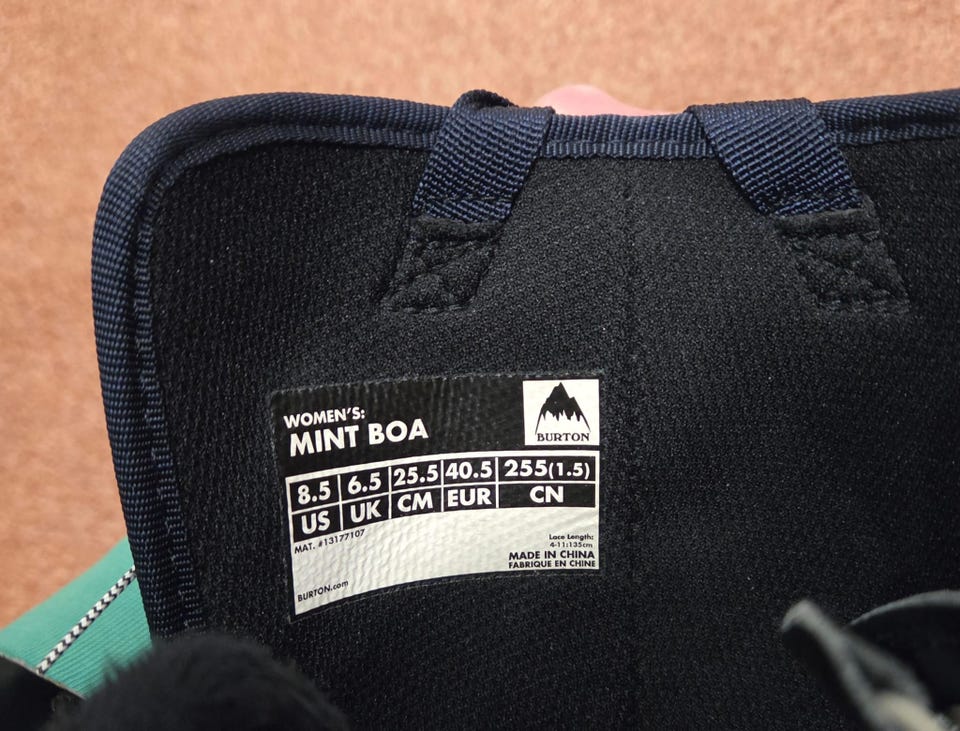 WOMEN'S:
MINT BOA
BURTON
8.5 6.5 25.5 40.5 255(1.5)
US UK CM EUR CN
MAT. #13177107
Lace Length:
4-11:135cm
MADE IN CHINA
FABRIQUE EN CHINE
BURTON.com